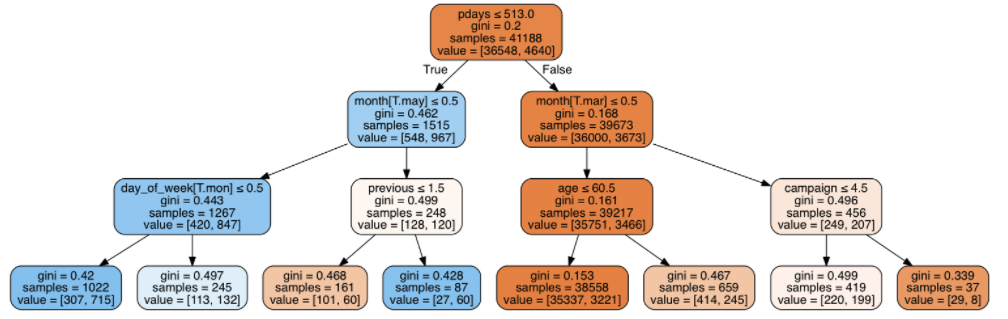 pdays ≤ 513.0
gini = 0.2
samples = 41188
value = [36548, 4640]
True
False
month[T.may] ≤ 0.5
gini = 0.462
samples = 1515
value = [548, 967]
month[T.mar] ≤ 0.5
gini = 0.168
samples = 39673
value = [36000, 3673]
day_of_week[T.mon] ≤ 0.5
gini = 0.443
samples = 1267
value = [420, 847]
previous ≤ 1.5
gini = 0.499
samples = 248
value = [128, 120]
age ≤ 60.5
gini = 0.161
samples = 39217
value = [35751, 3466]
campaign ≤ 4.5
gini = 0.496
samples = 456
value = [249, 207]
gini = 0.42
samples = 1022
value = [307, 715]
gini = 0.497
samples = 245
value = [113, 132]
gini = 0.468
samples = 161
value = [101, 60]
gini = 0.428
samples = 87
value = [27, 60]
gini = 0.153
samples = 38558
value = [35337, 3221]
gini = 0.467
samples = 659
value = [414, 245]
gini = 0.499
samples = 419
value = [220, 199]
gini = 0.339
samples = 37
value = [29, 8]